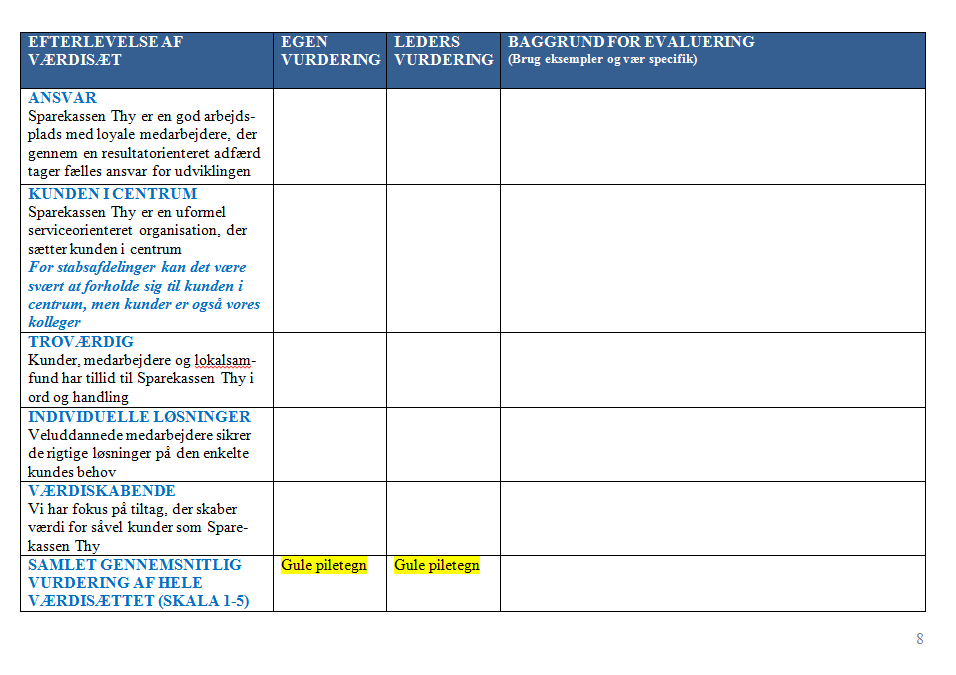 EFTERLEVELSE AF
VÆRDISÆT
EGEN
VURDERING
LEDERS
VURDERING
BAGGRUND FOR EVALUERING
(Brug eksempler og vær specifik)
ANSVAR
Sparekassen Thy er en god arbejds-
plads med loyale medarbejdere, der
gennem en resultatorienteret adfærd
tager fælles ansvar for udviklingen
KUNDEN I CENTRUM
Sparekassen Thy er en uformel
serviceorienteret organisation, der
sætter kunden i centrum
For stabsafdelinger kan det være
svært at forholde sig til kunden i
centrum, men kunder er også vores
kolleger
TROVÆRDIG
Kunder, medarbejdere og lokalsam-
fund har tillid til Sparekassen Thy i
ord og handling
INDIVIDUELLE LØSNINGER
Veluddannede medarbejdere sikrer
de rigtige løsninger på den enkelte
kundes behov
VÆRDISKABENDE
Vi har fokus på tiltag, der skaber
værdi for såvel kunder som Spare-
kassen Thy
SAMLET GENNEMSNITLIG
VURDERING AF HELE
VÆRDISÆTTET (SKALA 1-5)
Gule piletegn
Gule piletegn
8